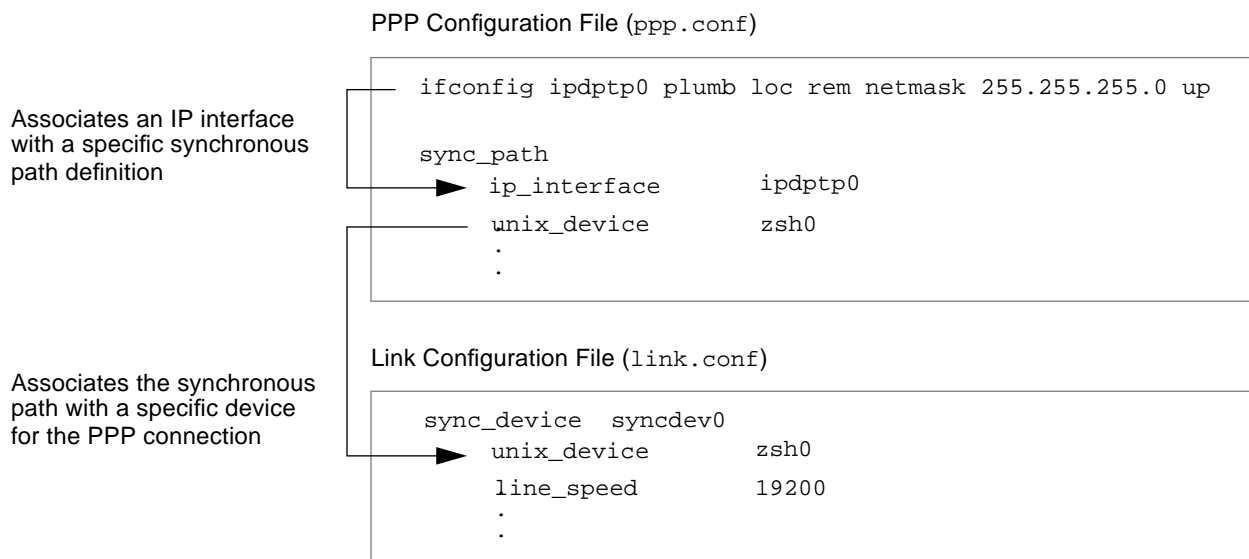 PPP Configuration File (ppp.conf)
ifconfig ipdptp0 plumb loc rem netmask 255.255.255.0 up
Associates an IP interface
with a specific synchronous
path definition
sync_path
ip_interface ipdptp0
unix_device zsh0
.
.
.
Link Configuration File (link.conf)
Associates the synchronous
path with a specific device
for the PPP connection
sync_device syncdev0
unix_device zsh0
line_speed 19200
.
.
.